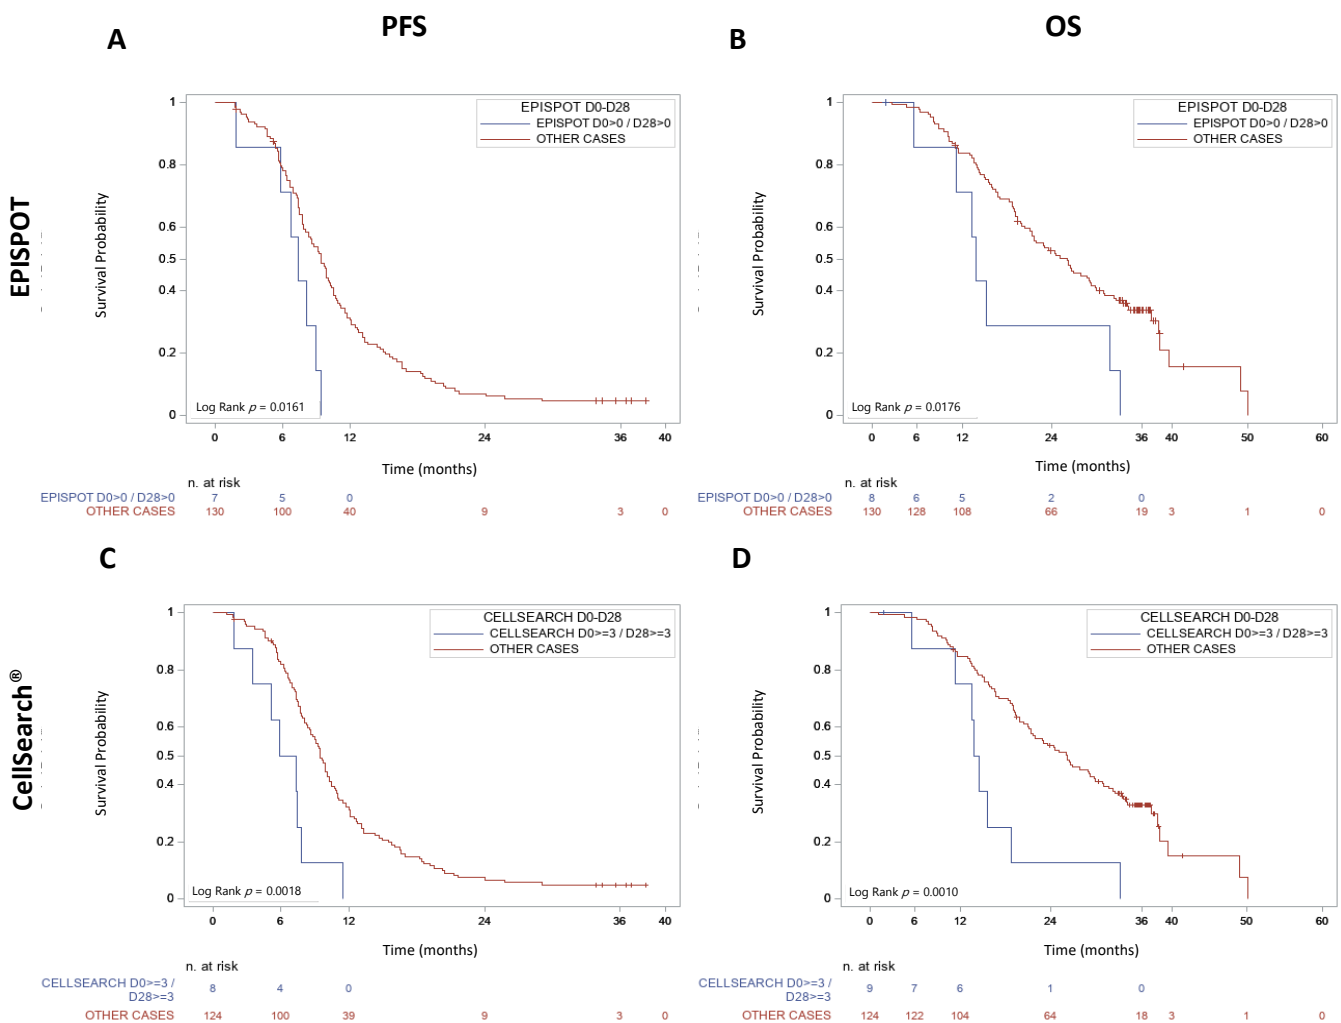 PFS
OS
A
B
EPISPOT
EPISPOT D0-D28
EPISPOT D0>0 / D28>0
OTHER CASES
Survival Probability
1
0.8
0.6
0.5
0.4
0.2
0
Log Rank p = 0.0161
0 6 12 24 36 40
Time (months)
n. at risk
EPISPOT D0>0 / D28>0 7 5 0
OTHER CASES 130 100 40 9 3 0
EPISPOT D0-D28
EPISPOT D0>0 / D28>0
OTHER CASES
Survival Probability
1
0.8
0.6
0.5
0.4
0.2
0
Log Rank p = 0.0176
0 6 12 24 36 40 50 60
Time (months)
n. at risk
EPISPOT D0>0 / D28>0 8 6 5 2 0
OTHER CASES 130 128 108 66 19 3 1 0
C
D
CellSearch®
CELLSEARCH D0-D28
CELLSEARCH D0>=3 / D28>=3
OTHER CASES
Survival Probability
1
0.8
0.6
0.5
0.4
0.2
0
Log Rank p = 0.0018
0 6 12 24 36 40
Time (months)
n. at risk
CELLSEARCH D0>=3 /
D28>=3
8 4 0
OTHER CASES 124 100 39 9 3 0
CELLSEARCH D0-D28
CELLSEARCH D0>=3 / D28>=3
OTHER CASES
Survival Probability
1
0.8
0.6
0.5
0.4
0.2
0
Log Rank p = 0.0010
0 6 12 24 36 40 50 60
Time (months)
n. at risk
CELLSEARCH D0>=3 /
D28>=3
9 7 6 1 0
OTHER CASES 124 122 104 64 18 3 1 0